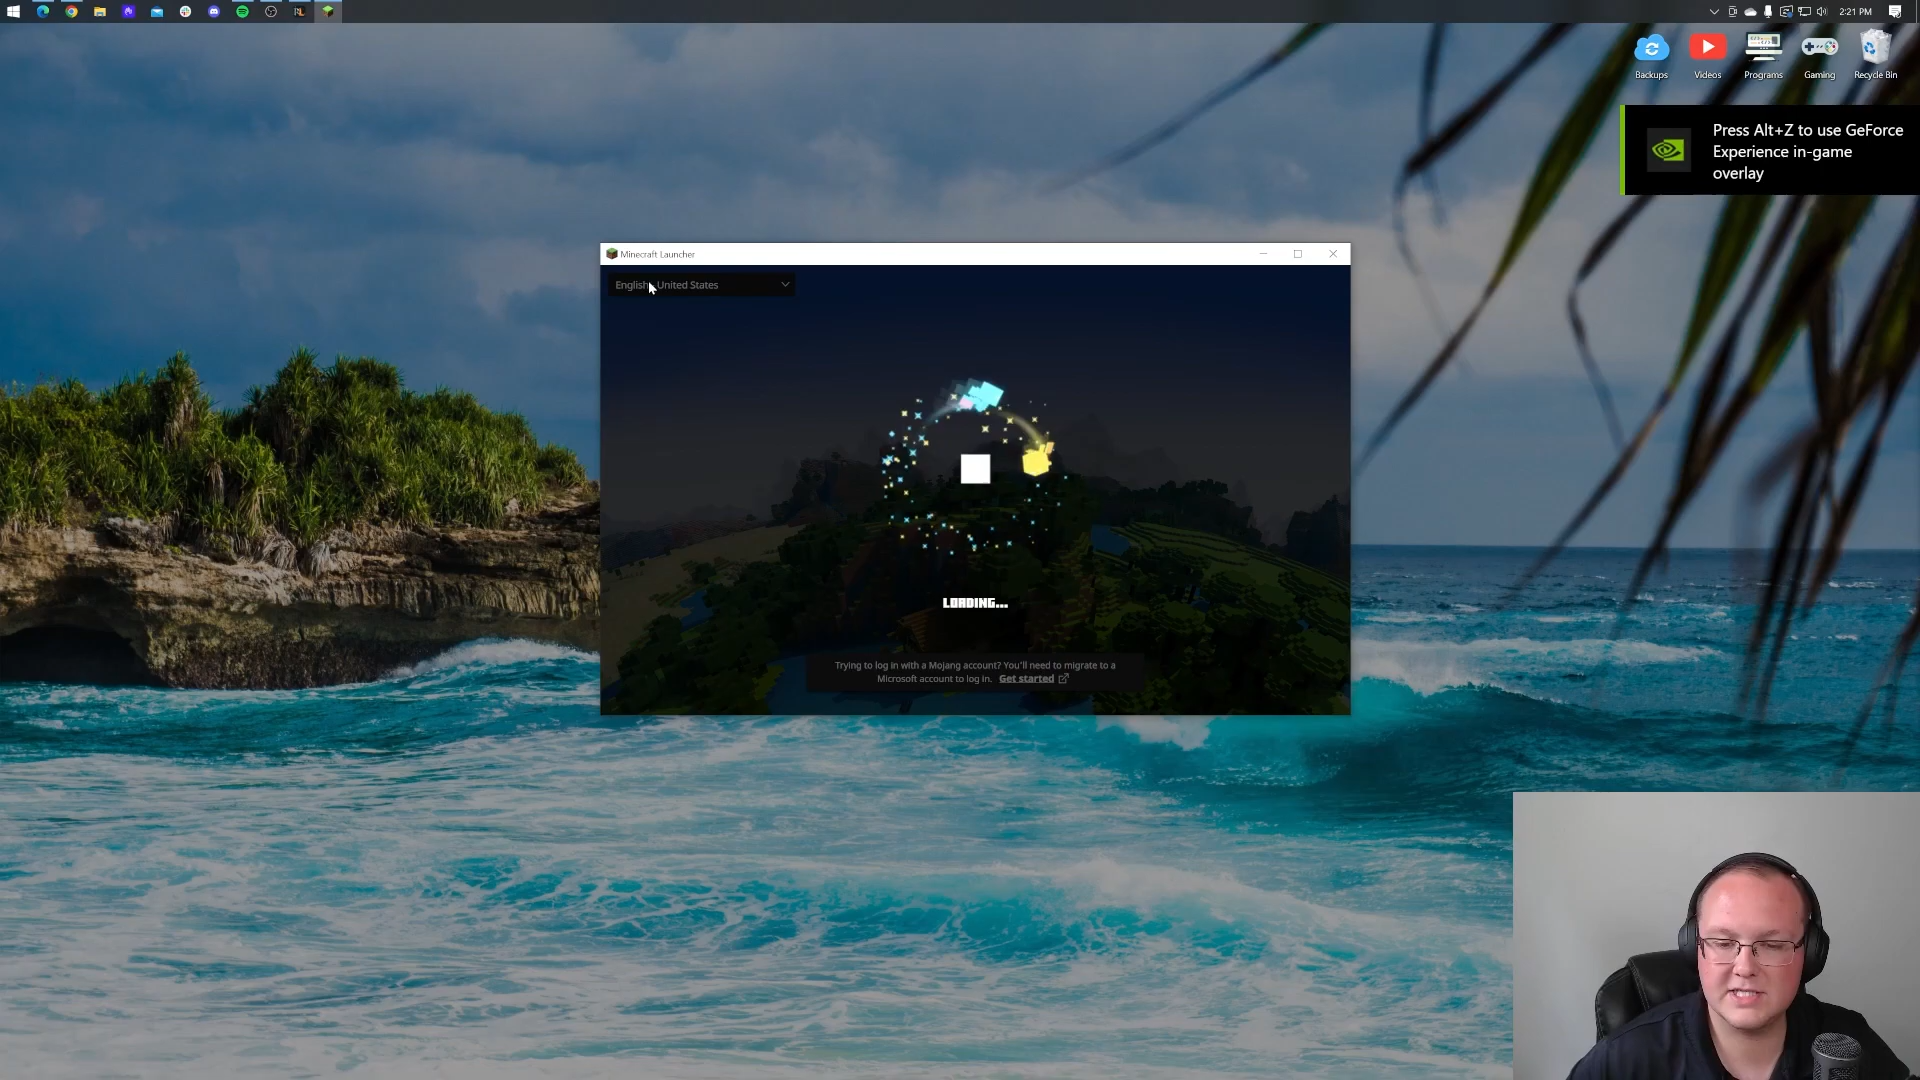 2:21 PM
Backups
Videos
Programs
Gaming
Recycle Bin
Press Alt+Z to use GeForce
Experience in-game
overlay
Minecraft Launcher
English United States
LOADING...
Trying to log in with a Mojang account? You'll need to migrate to a
Microsoft account to log in. Get started